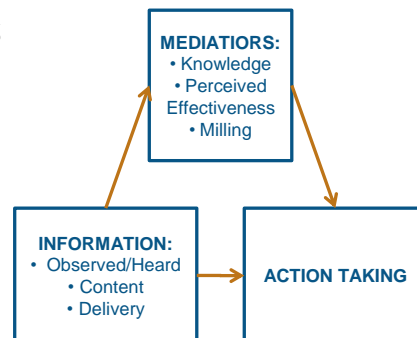 MEDIATIORS:
• Knowledge
• Perceived
Effectiveness
• Milling
INFORMATION:
• Observed/Heard
• Content
• Delivery
ACTION TAKING